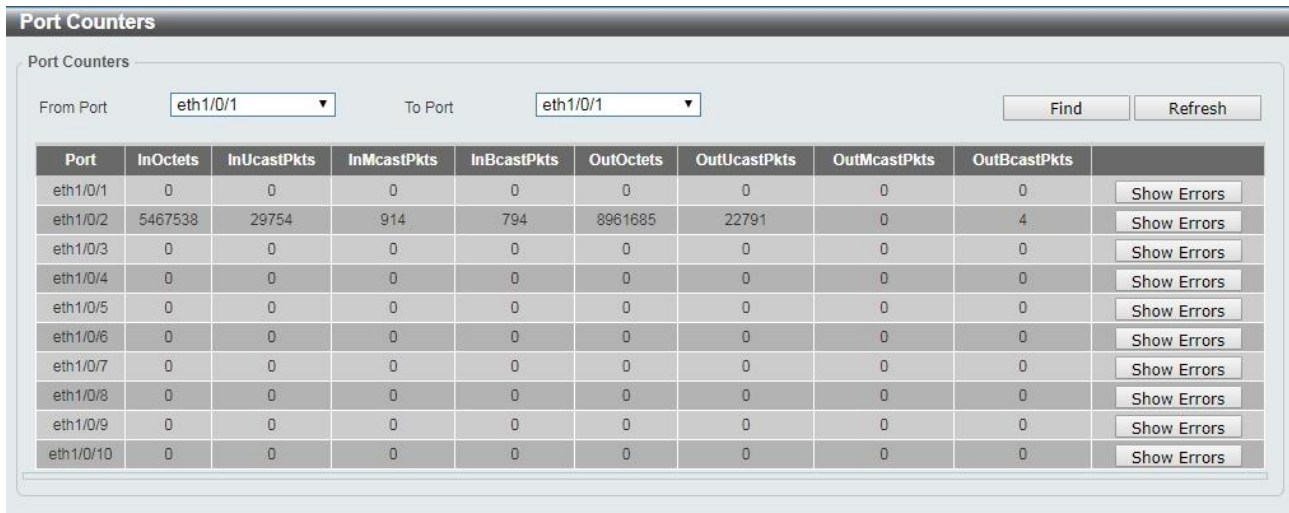 Port Counters
Port Counters
From Port eth1/0/1 To Port eth1/0/1 Find Refresh
Port InOctets InUcastPkts InMcastPkts InBcastPkts OutOctets OutUcastPkts OutMcastPkts OutBcastPkts
eth1/0/1 0 0 0 0 0 0 0 0 Show Errors
eth1/0/2 5467538 29754 914 794 8961685 22791 0 4 Show Errors
eth1/0/3 0 0 0 0 0 0 0 0 Show Errors
eth1/0/4 0 0 0 0 0 0 0 0 Show Errors
eth1/0/5 0 0 0 0 0 0 0 0 Show Errors
eth1/0/6 0 0 0 0 0 0 0 0 Show Errors
eth1/0/7 0 0 0 0 0 0 0 0 Show Errors
eth1/0/8 0 0 0 0 0 0 0 0 Show Errors
eth1/0/9 0 0 0 0 0 0 0 0 Show Errors
eth1/0/10 0 0 0 0 0 0 0 0 Show Errors